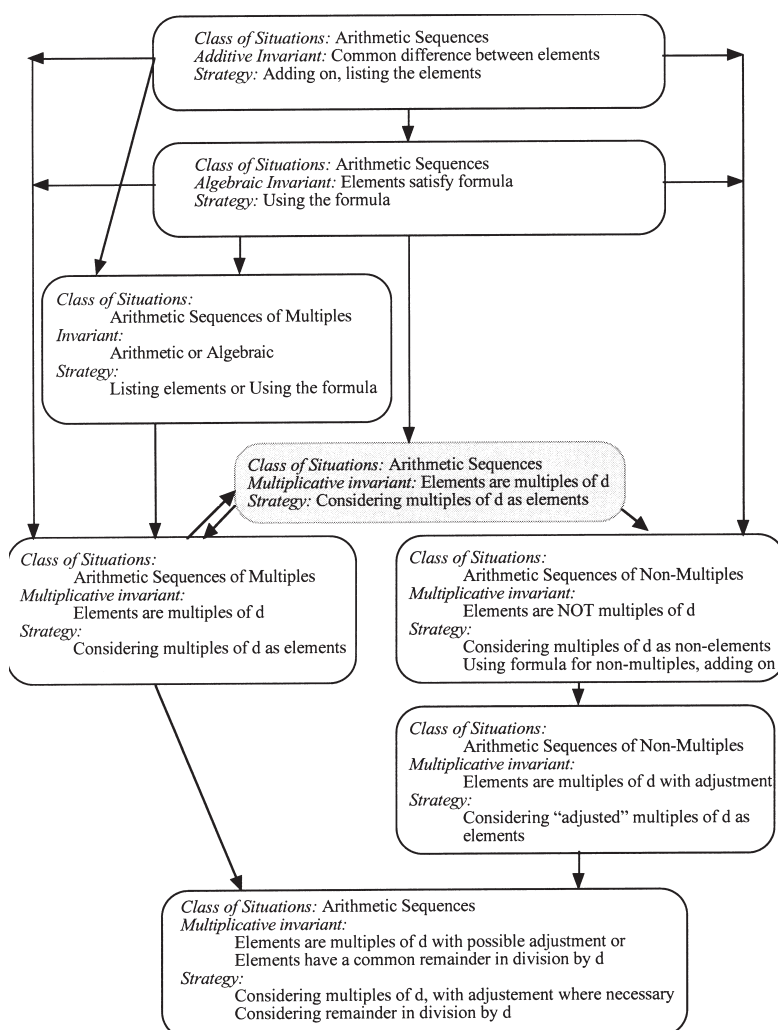 Class of Situations: Arithmetic Sequences
Additive Invariant: Common difference between elements
Strategy: Adding on, listing the elements
Class of Situations: Arithmetic Sequences
Algebraic Invariant: Elements satisfy formula
Strategy: Using the formula
Class of Situations:
Arithmetic Sequences of Multiples
Invariant:
Arithmetic or Algebraic
Strategy:
Listing elements or Using the formula
Class of Situations: Arithmetic Sequences
Multiplicative invariant: Elements are multiples of d
Strategy: Considering multiples of d as elements
Class of Situations:
Arithmetic Sequences of Multiples
Multiplicative invariant:
Elements are multiples of d
Strategy:
Considering multiples of d as elements
Class of Situations:
Arithmetic Sequences of Non-Multiples
Multiplicative invariant:
Elements are NOT multiples of d
Strategy:
Considering multiples of d as non-elements
Using formula for non-multiples, adding on
Class of Situations:
Arithmetic Sequences of Non-Multiples
Multiplicative invariant:
Elements are multiples of d with adjustment
Strategy:
Considering “adjusted” multiples of d as
elements
Class of Situations: Arithmetic Sequences
Multiplicative invariant:
Elements are multiples of d with possible adjustment or
Elements have a common remainder in division by d
Strategy:
Considering multiples of d, with adjustement where necessary
Considering remainder in division by d